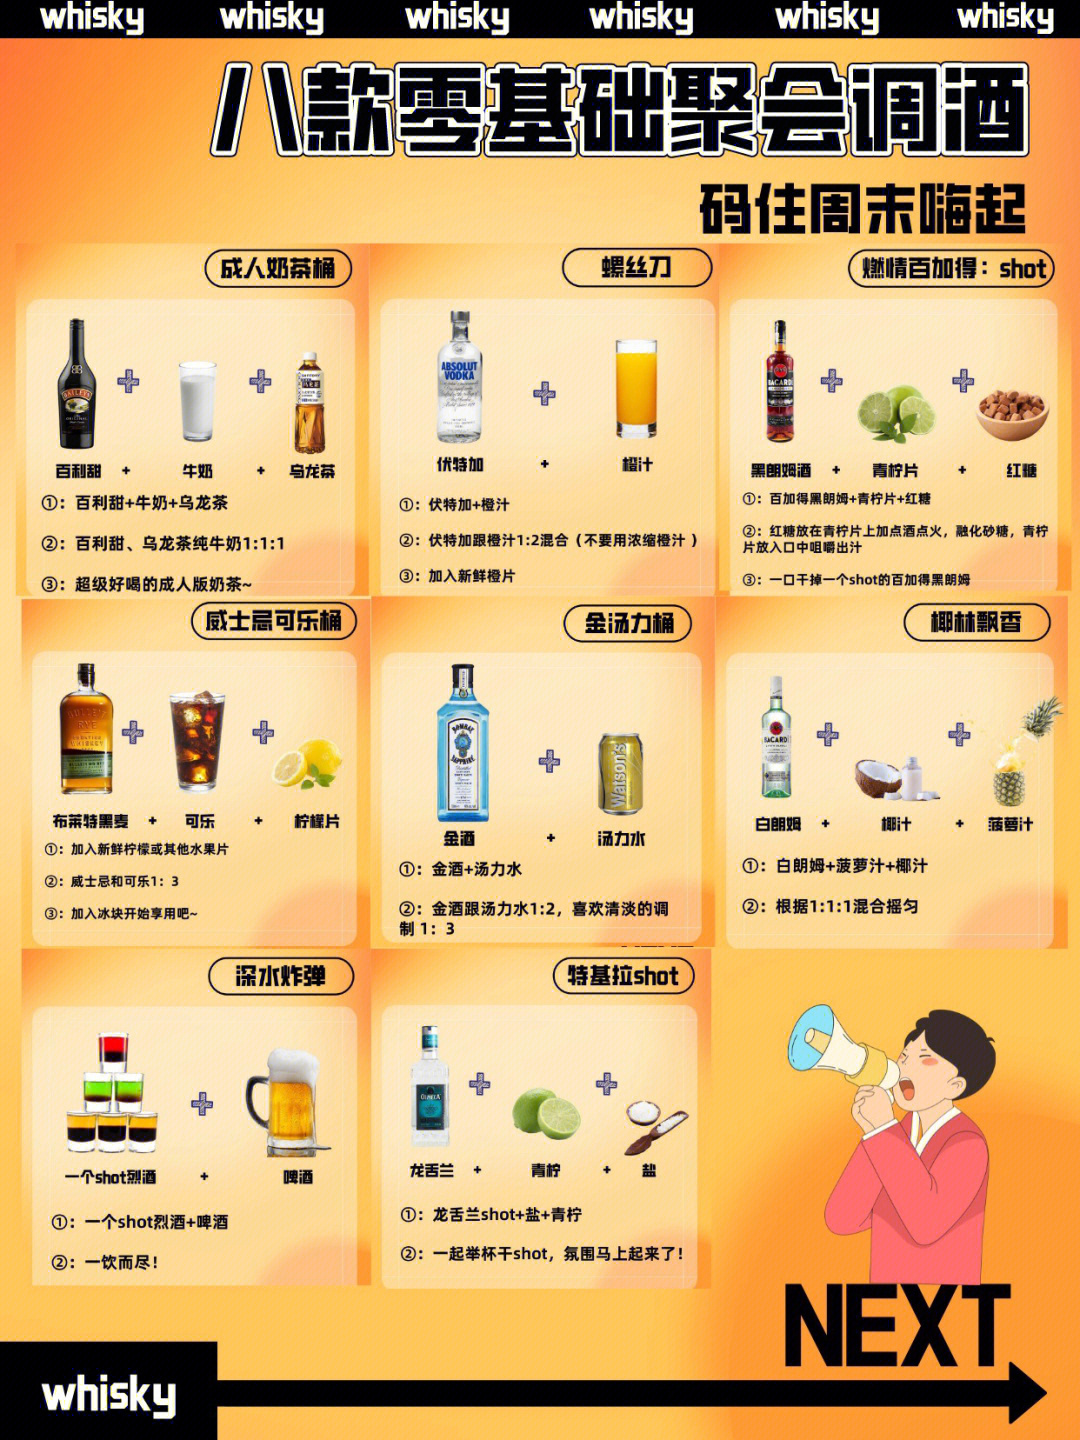 whisky whisky whisky whisky whisky whisky
八款零基础聚会调酒
码住周末嗨起
成人奶茶桶
BAILEYS
百利甜 + 牛奶 + 乌龙茶
①：百利甜+牛奶+乌龙茶
②：百利甜、乌龙茶纯牛奶1:1:1
③：超级好喝的成人版奶茶~
螺丝刀
ABSOLUT
VODKA
伏特加 + 橙汁
①：伏特加+橙汁
②：伏特加跟橙汁1:2混合（不要用浓缩橙汁 ）
③：加入新鲜橙片
燃情百加得：shot
BACARDI
黑朗姆酒 + 青柠片 + 红糖
①：百加得黑朗姆+青柠片+红糖
②：红糖放在青柠片上加点酒点火，融化砂糖，青柠
片放入口中咀嚼出汁
③：一口干掉一个shot的百加得黑朗姆
威士忌可乐桶
布莱特黑麦 + 可乐 + 柠檬片
①：加入新鲜柠檬或其他水果片
②：威士忌和可乐1：3
③：加入冰块开始享用吧~
金汤力桶
BOMBAY
SAPPHIRE
Watson's
金酒 + 汤力水
①：金酒+汤力水
②：金酒跟汤力水1:2，喜欢清淡的调
制 1：3
椰林飘香
BACARDI
白朗姆 + 椰汁 + 菠萝汁
①：白朗姆+菠萝汁+椰汁
②：根据1:1:1混合摇匀
深水炸弹
一个shot烈酒 + 啤酒
①：一个shot烈酒+啤酒
②：一饮而尽！
特基拉shot
OLMECA
龙舌兰 + 青柠 + 盐
①：龙舌兰shot+盐+青柠
②：一起举杯干shot，氛围马上起来了！
NEXT
whisky